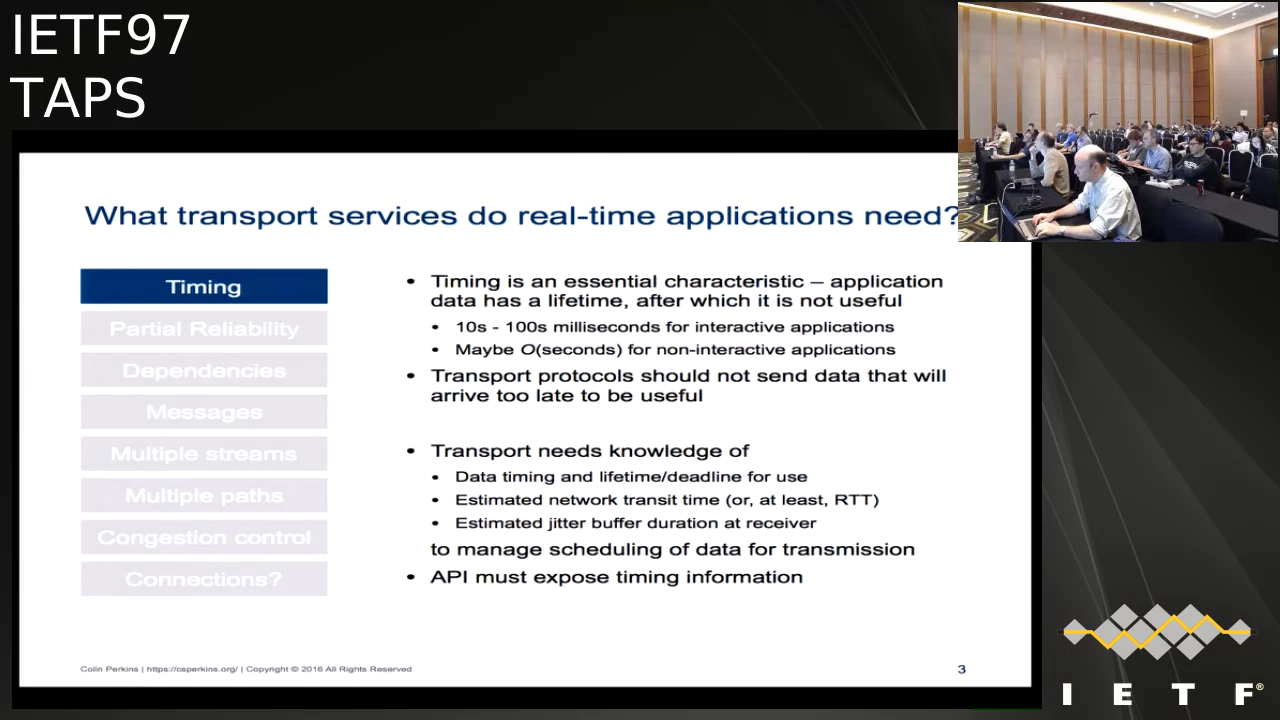 IETF97
TAPS
What transport services do real-time applications need?
Timing
Partial Reliability
Dependencies
Messages
Multiple streams
Multiple paths
Congestion control
Connections?
• Timing is an essential characteristic – application
data has a lifetime, after which it is not useful
• 10s - 100s milliseconds for interactive applications
• Maybe O(seconds) for non-interactive applications
• Transport protocols should not send data that will
arrive too late to be useful
• Transport needs knowledge of
• Data timing and lifetime/deadline for use
• Estimated network transit time (or, at least, RTT)
• Estimated jitter buffer duration at receiver
to manage scheduling of data for transmission
• API must expose timing information
Colin Perkins | https://csperkins.org/ | Copyright © 2016 All Rights Reserved
3
I E T F®